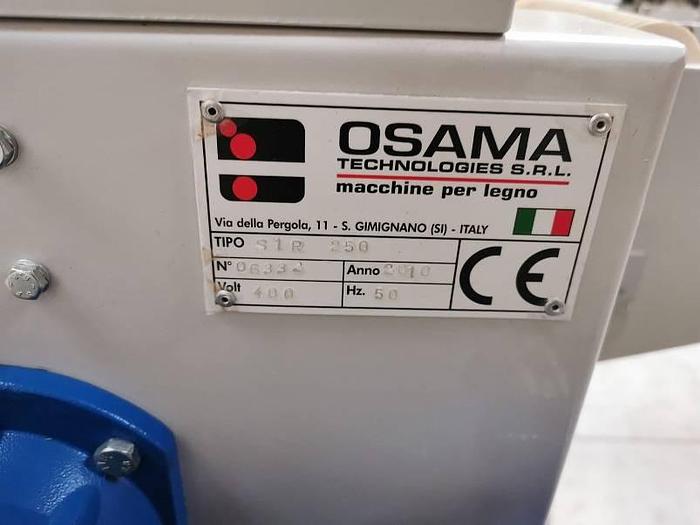 OSAMA
TECHNOLOGIES S.R.L.
macchine per legno
Via della Pergola, 11 - S. GIMIGNANO (SI) - ITALY
TIPO S1R 250
N° Anno 2010
Volt 400 Hz. 50
CE